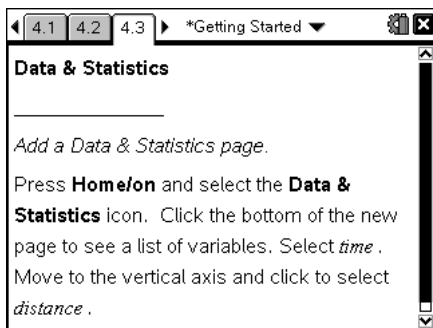 4.1 4.2 4.3 *Getting Started
Data & Statistics
Add a Data & Statistics page.
Press Home/on and select the Data &
Statistics icon. Click the bottom of the new
page to see a list of variables. Select time .
Move to the vertical axis and click to select
distance .